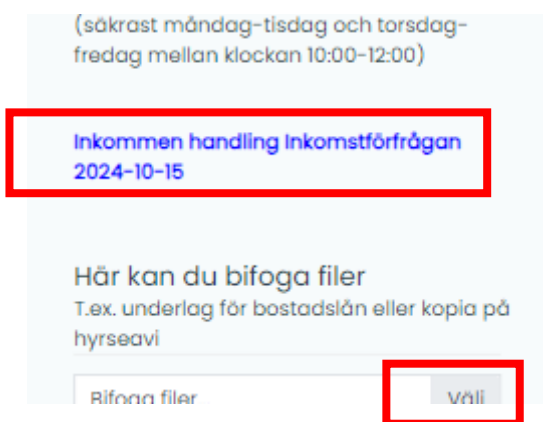 (säkrast måndag-tisdag och torsdag-
fredag mellan klockan 10:00-12:00)
Inkommen handling Inkomstförfrågan
2024-10-15
Här kan du bifoga filer
T.ex. underlag för bostadslån eller kopia på
hyrseavi
Bifoga filer
Välj